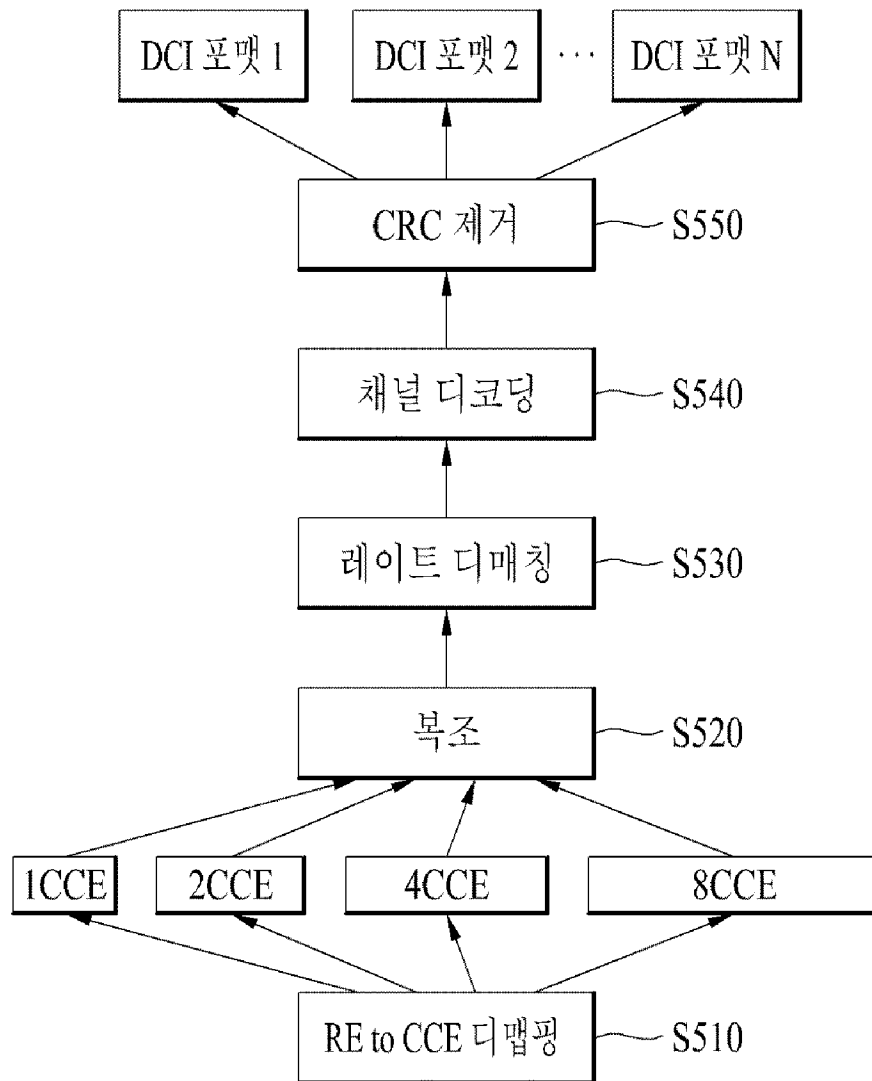 DCI 포맷 1
DCI 포맷 2
···
DCI 포맷 N
CRC 제거
S550
채널 디코딩
S540
레이트 디매칭
S530
복조
S520
1CCE
2CCE
4CCE
8CCE
RE to CCE 디맵핑
S510